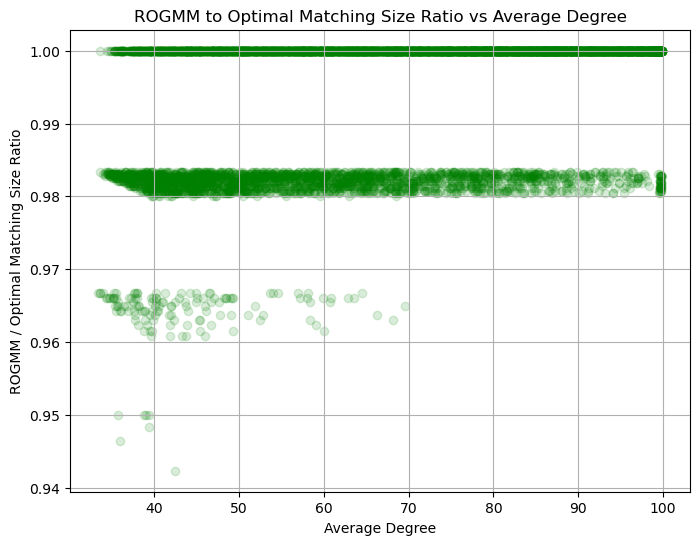 ROGMM to Optimal Matching Size Ratio vs Average Degree
ROGMM / Optimal Matching Size Ratio
1.00
0.99
0.98
0.97
0.96
0.95
0.94
40 50 60 70 80 90 100
Average Degree